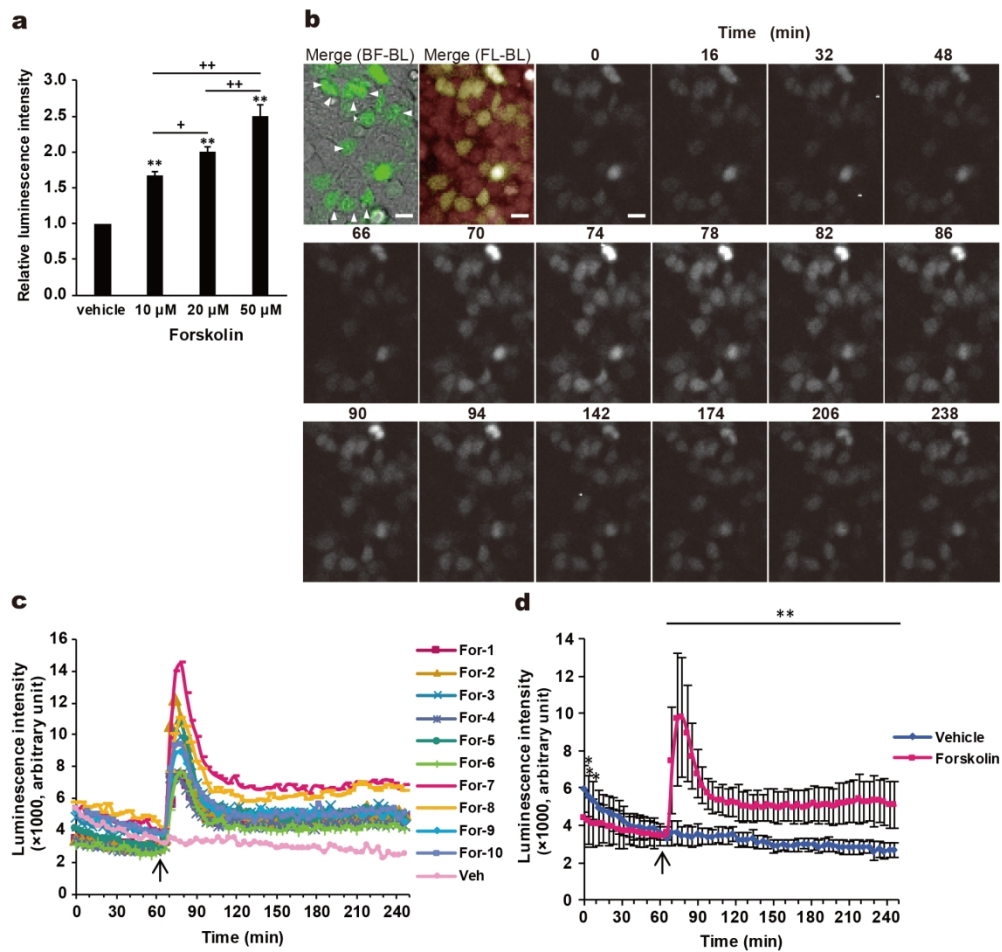 a
Relative luminescence intensity
3.0
2.5
2.0
1.5
1.0
0.5
0.0
++
++
+
**
**
**
vehicle 10 µM 20 µM 50 µM
Forskolin
b
Time (min)
Merge (BF-BL) Merge (FL-BL) 0 16 32 48
66 70 74 78 82 86
90 94 142 174 206 238
c
Luminescence intensity
(×1000, arbitrary unit)
16
14
12
10
8
6
4
2
0
0 30 60 90 120 150 180 210 240
Time (min)
For-1
For-2
For-3
For-4
For-5
For-6
For-7
For-8
For-9
For-10
Veh
d
**
Luminescence intensity
(×1000, arbitrary unit)
14
12
10
8
6
4
2
0
***
0 30 60 90 120 150 180 210 240
Time (min)
Vehicle
Forskolin